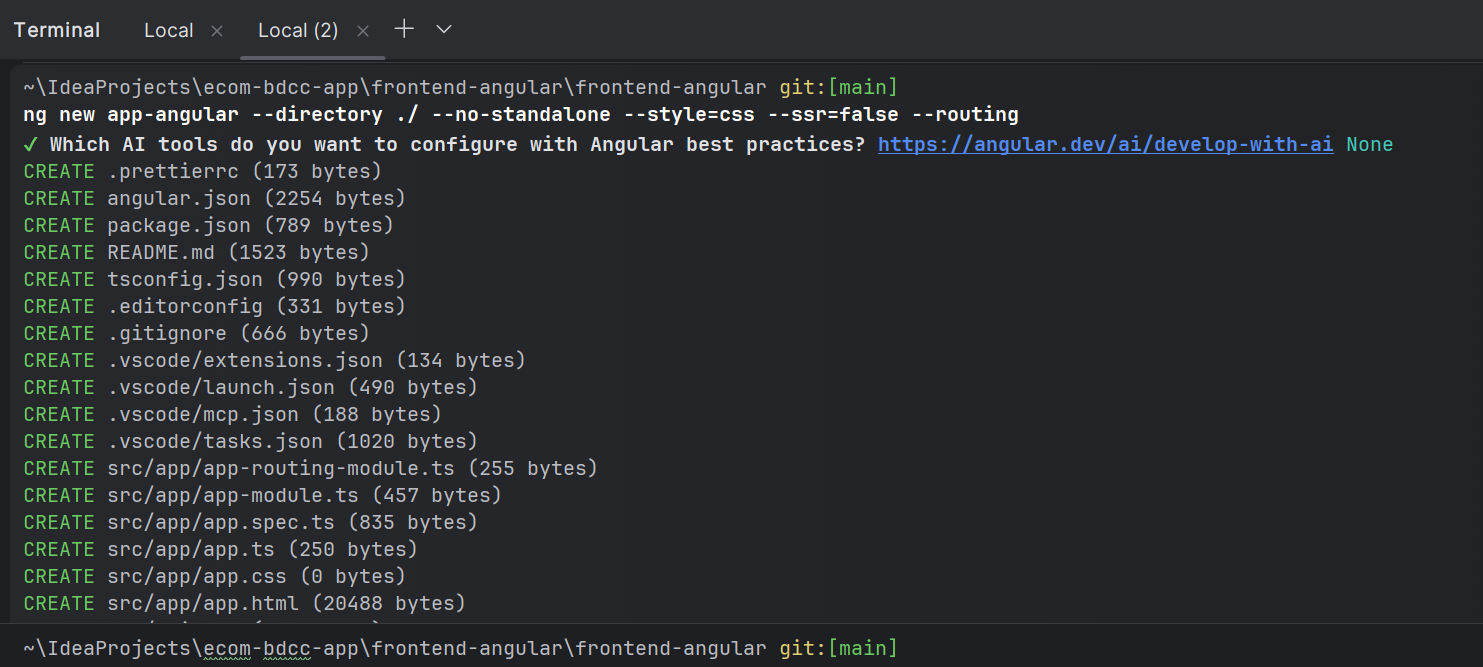 Terminal Local × Local (2) ×
~\IdeaProjects\ecom-bdcc-app\frontend-angular\frontend-angular git:[main]
ng new app-angular --directory ./ --no-standalone --style=css --ssr=false --routing
✓ Which AI tools do you want to configure with Angular best practices? https://angular.dev/ai/develop-with-ai None
CREATE .prettierrc (173 bytes)
CREATE angular.json (2254 bytes)
CREATE package.json (789 bytes)
CREATE README.md (1523 bytes)
CREATE tsconfig.json (990 bytes)
CREATE .editorconfig (331 bytes)
CREATE .gitignore (666 bytes)
CREATE .vscode/extensions.json (134 bytes)
CREATE .vscode/launch.json (490 bytes)
CREATE .vscode/mcp.json (188 bytes)
CREATE .vscode/tasks.json (1020 bytes)
CREATE src/app/app-routing-module.ts (255 bytes)
CREATE src/app/app-module.ts (457 bytes)
CREATE src/app/app.spec.ts (835 bytes)
CREATE src/app/app.ts (250 bytes)
CREATE src/app/app.css (0 bytes)
CREATE src/app/app.html (20488 bytes)
~\IdeaProjects\ecom-bdcc-app\frontend-angular\frontend-angular git:[main]